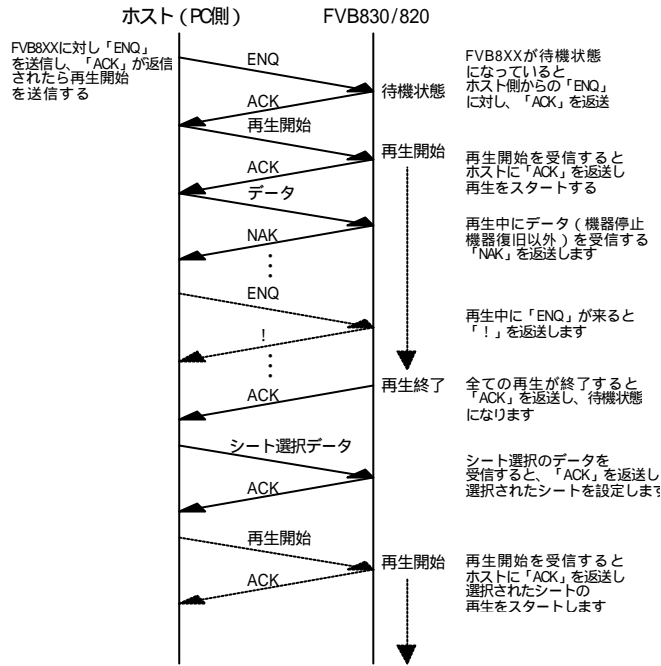 ホスト（PC側）
FVB830/820
FVB8XXに対し「ENQ」
を送信し、「ACK」が返信
されたら再生開始
を送信する
ENQ
FVB8XXが待機状態
になっていると
ホスト側からの「ENQ」
に対し、「ACK」を返送
待機状態
ACK
再生開始
再生開始
再生開始を受信すると
ホストに「ACK」を返送し
再生をスタートする
ACK
データ
再生中にデータ（機器停止
機器復旧以外）を受信する
「NAK」を返送します
NAK
ENQ
再生中に「ENQ」が来ると
「！」を返送します
!
再生終了
全ての再生が終了すると
「ACK」を返送し、待機状態
になります
ACK
シート選択データ
シート選択のデータを
受信すると、「ACK」を返送し
選択されたシートを設定します
ACK
再生開始
再生開始
再生開始を受信すると
ホストに「ACK」を返送し
選択されたシートの
再生をスタートします
ACK